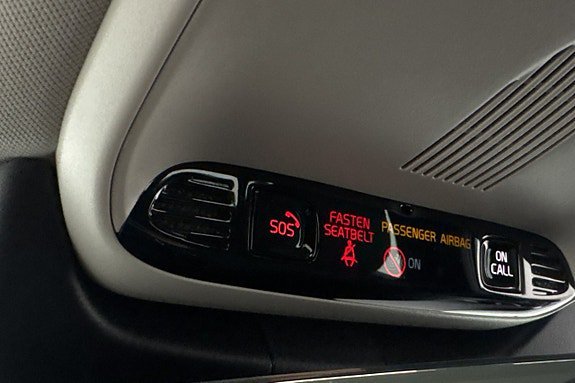 SOS
FASTEN
SEATBELT
PASSENGER AIRBAG
ON
ON
CALL